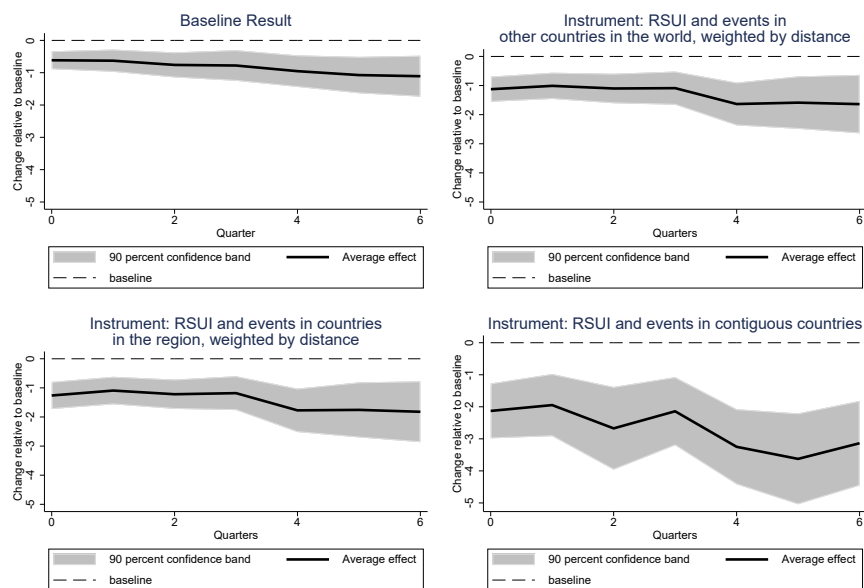 Baseline Result
Change relative to baseline
0
-1
-2
-3
-4
-5
0 2 4 6
Quarter
90 percent confidence band Average effect
baseline
Instrument: RSUI and events in
other countries in the world, weighted by distance
Change relative to baseline
0
-1
-2
-3
-4
-5
0 2 4 6
Quarters
90 percent confidence band Average effect
baseline
Instrument: RSUI and events in countries
in the region, weighted by distance
Change relative to baseline
0
-1
-2
-3
-4
-5
0 2 4 6
Quarters
90 percent confidence band Average effect
baseline
Instrument: RSUI and events in contiguous countries
Change relative to baseline
0
-1
-2
-3
-4
-5
0 2 4 6
Quarters
90 percent confidence band Average effect
baseline